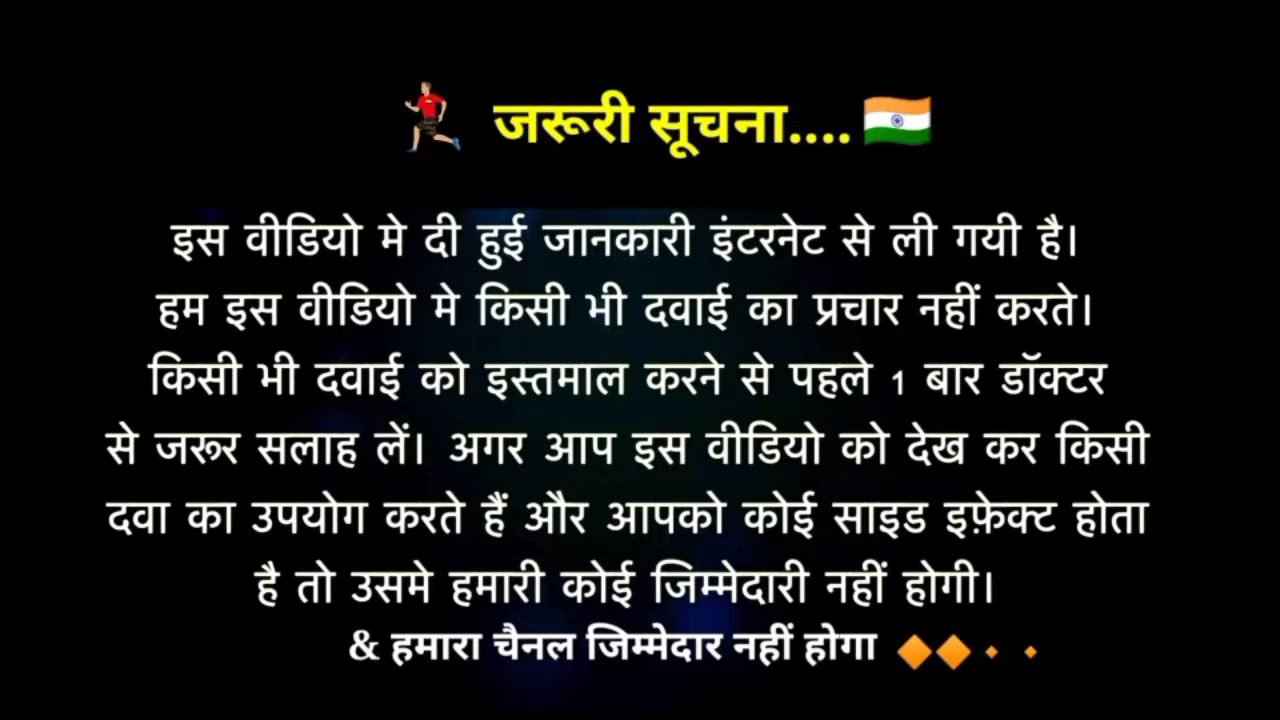 🏃 जरूरी सूचना....🇮🇳
इस वीडियो मे दी हुई जानकारी इंटरनेट से ली गयी है।
हम इस वीडियो मे किसी भी दवाई का प्रचार नहीं करते।
किसी भी दवाई को इस्तमाल करने से पहले 1 बार डॉक्टर
से जरूर सलाह लें। अगर आप इस वीडियो को देख कर किसी
दवा का उपयोग करते हैं और आपको कोई साइड इफ़ेक्ट होता
है तो उसमे हमारी कोई जिम्मेदारी नहीं होगी।
& हमारा चैनल जिम्मेदार नहीं होगा 🔶🔶🔸🔸